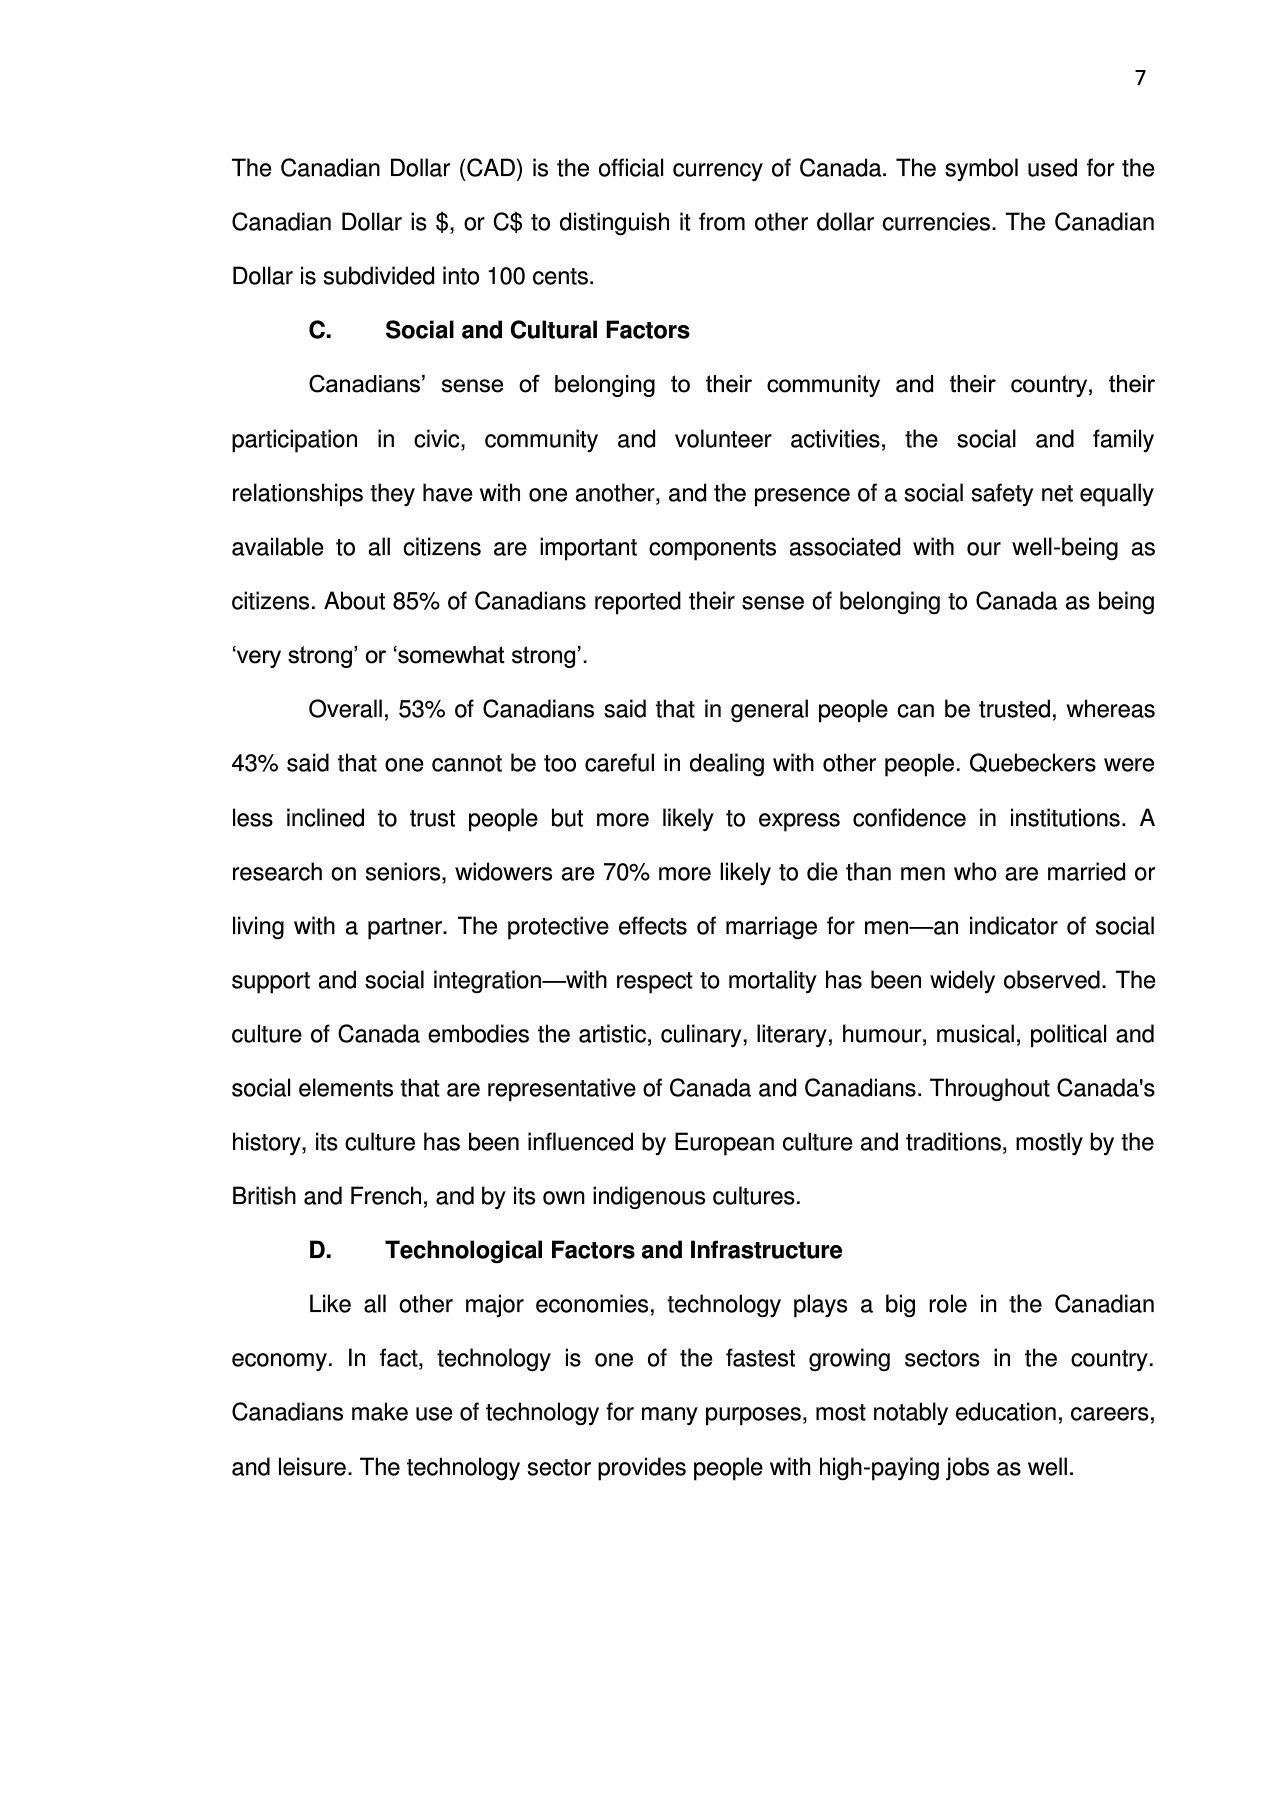 7
The Canadian Dollar (CAD) is the official currency of Canada. The symbol used for the
Canadian Dollar is $, or C$ to distinguish it from other dollar currencies. The Canadian
Dollar is subdivided into 100 cents.
C. Social and Cultural Factors
Canadians’ sense of belonging to their community and their country, their
participation in civic, community and volunteer activities, the social and family
relationships they have with one another, and the presence of a social safety net equally
available to all citizens are important components associated with our well-being as
citizens. About 85% of Canadians reported their sense of belonging to Canada as being
‘very strong’ or ‘somewhat strong’.
Overall, 53% of Canadians said that in general people can be trusted, whereas
43% said that one cannot be too careful in dealing with other people. Quebeckers were
less inclined to trust people but more likely to express confidence in institutions. A
research on seniors, widowers are 70% more likely to die than men who are married or
living with a partner. The protective effects of marriage for men—an indicator of social
support and social integration—with respect to mortality has been widely observed. The
culture of Canada embodies the artistic, culinary, literary, humour, musical, political and
social elements that are representative of Canada and Canadians. Throughout Canada's
history, its culture has been influenced by European culture and traditions, mostly by the
British and French, and by its own indigenous cultures.
D. Technological Factors and Infrastructure
Like all other major economies, technology plays a big role in the Canadian
economy. In fact, technology is one of the fastest growing sectors in the country.
Canadians make use of technology for many purposes, most notably education, careers,
and leisure. The technology sector provides people with high-paying jobs as well.